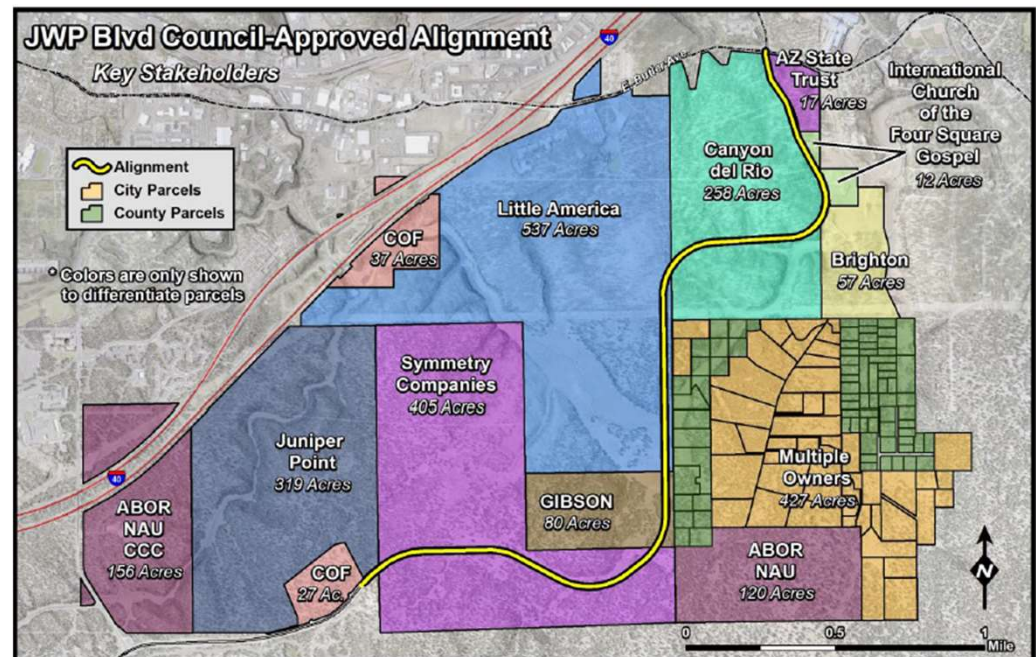 JWP Blvd Council-Approved Alignment
Key Stakeholders
40
E. Butler Ave
AZ State
Trust
17 Acres
International
Church
of the
Four Square
Gospel
12 Acres
Alignment
City Parcels
County Parcels
* Colors are only shown
to differentiate parcels
Canyon
del Rio
258 Acres
Little America
537 Acres
COF
37 Acres
Brighton
57 Acres
Symmetry
Companies
405 Acres
Juniper
Point
319 Acres
Multiple
Owners
427 Acres
40
GIBSON
80 Acres
ABOR
NAU
CCC
156 Acres
COF
27 Ac.
ABOR
NAU
120 Acres
N
0
0.5
1
Mile